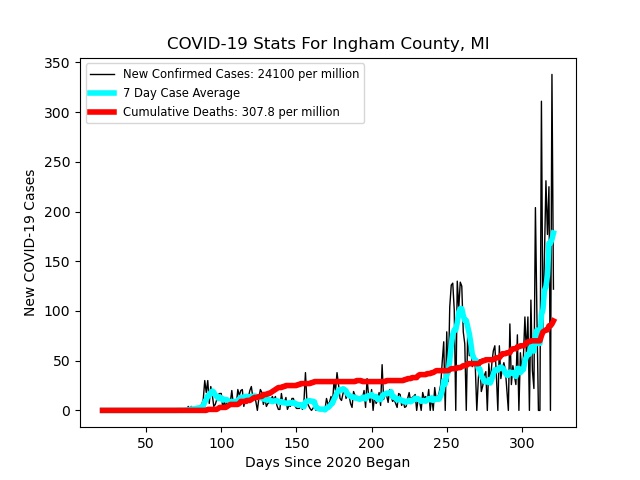 COVID-19 Stats For Ingham County, MI
New Confirmed Cases: 24100 per million
7 Day Case Average
Cumulative Deaths: 307.8 per million
New COVID-19 Cases
350
300
250
200
150
100
50
0
50 100 150 200 250 300
Days Since 2020 Began